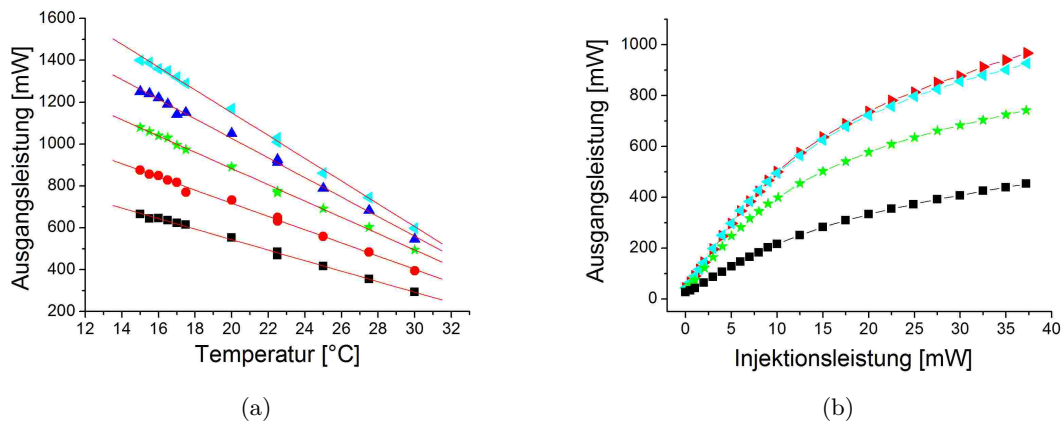 Ausgangsleistung [mW]
1600
1400
1200
1000
800
600
400
200
12 14 16 18 20 22 24 26 28 30 32
Temperatur [°C]
(a)
Ausgangsleistung [mW]
1000
800
600
400
200
0
0 5 10 15 20 25 30 35 40
Injektionsleistung [mW]
(b)